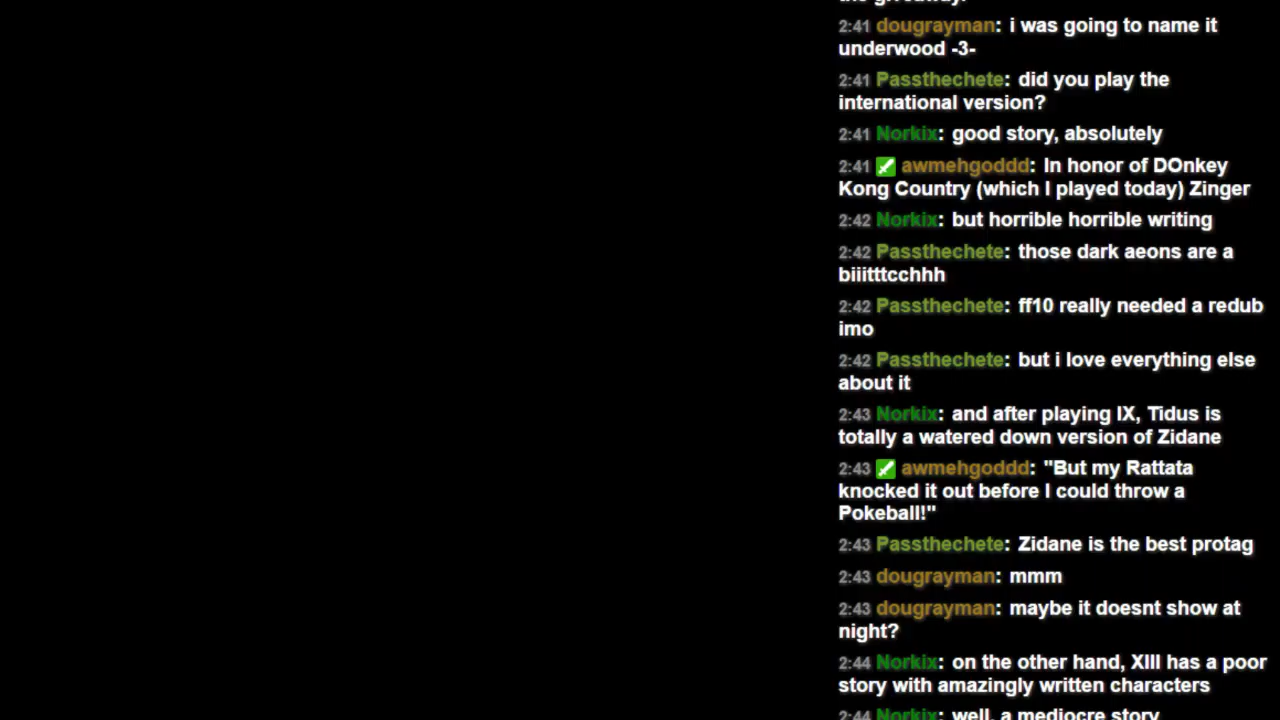 2:41 dougrayman: i was going to name it
underwood -3-
2:41 Passthechete: did you play the
international version?
2:41 Norkix: good story, absolutely
2:41 awmehgoddd: In honor of DOnkey
Kong Country (which I played today) Zinger
2:42 Norkix: but horrible horrible writing
2:42 Passthechete: those dark aeons are a
biiitttcchhh
2:42 Passthechete: ff10 really needed a redub
imo
2:42 Passthechete: but i love everything else
about it
2:43 Norkix: and after playing IX, Tidus is
totally a watered down version of Zidane
2:43 awmehgoddd: "But my Rattata
knocked it out before I could throw a
Pokeball!"
2:43 Passthechete: Zidane is the best protag
2:43 dougrayman: mmm
2:43 dougrayman: maybe it doesnt show at
night?
2:44 Norkix: on the other hand, XIII has a poor
story with amazingly written characters
2:44 Norkix: well, a mediocre story